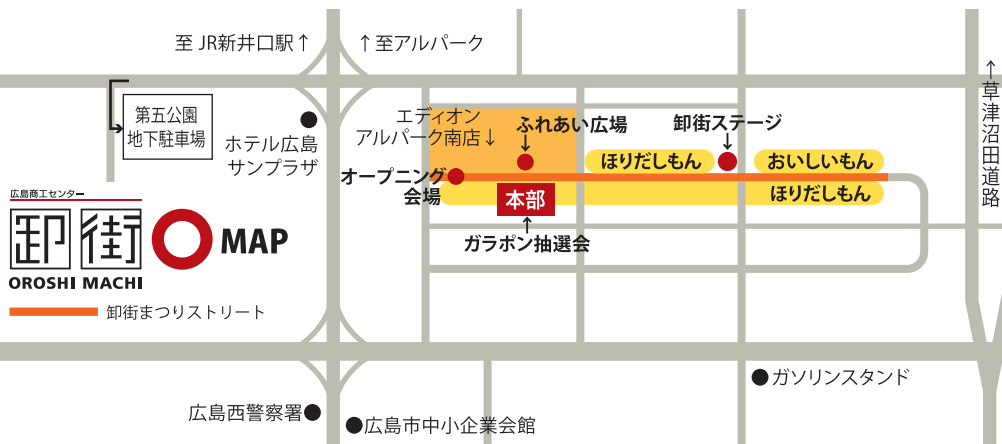 至 JR新井口駅↑
↑至アルパーク
↑草津沼田道路
第五公園
地下駐車場
ホテル広島
サンプラザ
エディオン
アルパーク南店↓
ふれあい広場
↓
卸街ステージ
↓
ほりだしもん
おいしいもん
オープニング
会場
本部
ほりだしもん
↑
ガラポン抽選会
広島商工センター
卸街
MAP
OROSHI MACHI
卸街まつりストリート
ガソリンスタンド
広島西警察署
広島市中小企業会館